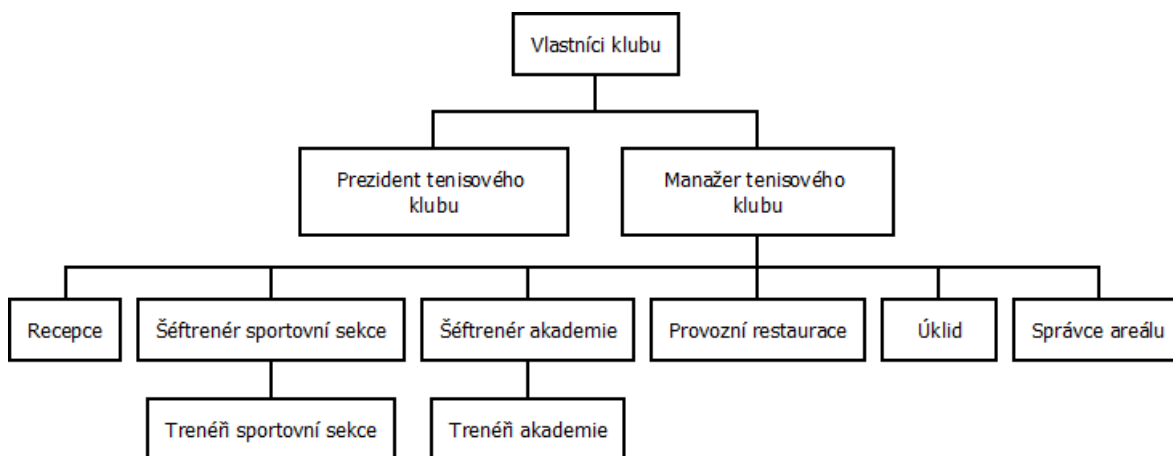 Vlastníci klubu
Prezident tenisového
klubu
Manažer tenisového
klubu
Recepce
Šéftrenér sportovní sekce
Šéftrenér akademie
Provozní restaurace
Úklid
Správce areálu
Trenéři sportovní sekce
Trenéři akademie